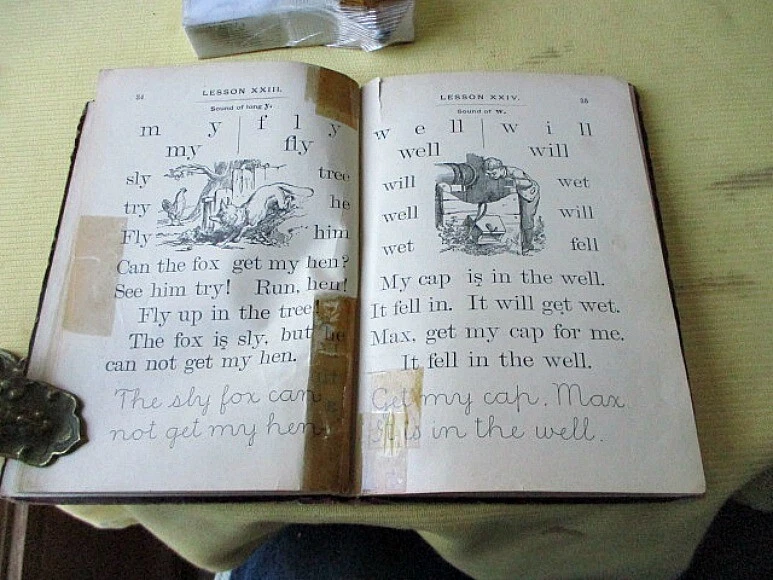 34
LESSON XXIII.
Sound of long y.
m y | f l y
my fly
sly tree
try he
Fly him
Can the fox get my hen?
See him try! Run, hen!
Fly up in the tree!
The fox is sly, but he
can not get my hen.
The sly fox can
not get my hen.
LESSON XXIV.
35
Sound of w.
w e ll | w i ll
well will
will wet
well will
wet fell
My cap is in the well.
It fell in. It will get wet.
Max, get my cap for me.
It fell in the well.
Get my cap, Max
It is in the well.